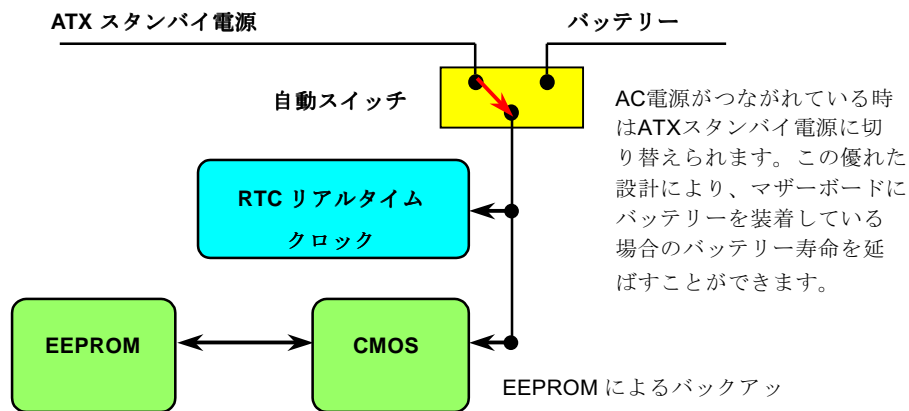 ATX スタンバイ電源
バッテリー
自動スイッチ
AC電源がつながれている時
はATXスタンバイ電源に切
り替えられます。この優れた
設計により、マザーボードに
バッテリーを装着している
場合のバッテリー寿命を延
ばすことができます。
RTC リアルタイム
クロック
EEPROM
CMOS
EEPROM によるバックアッ